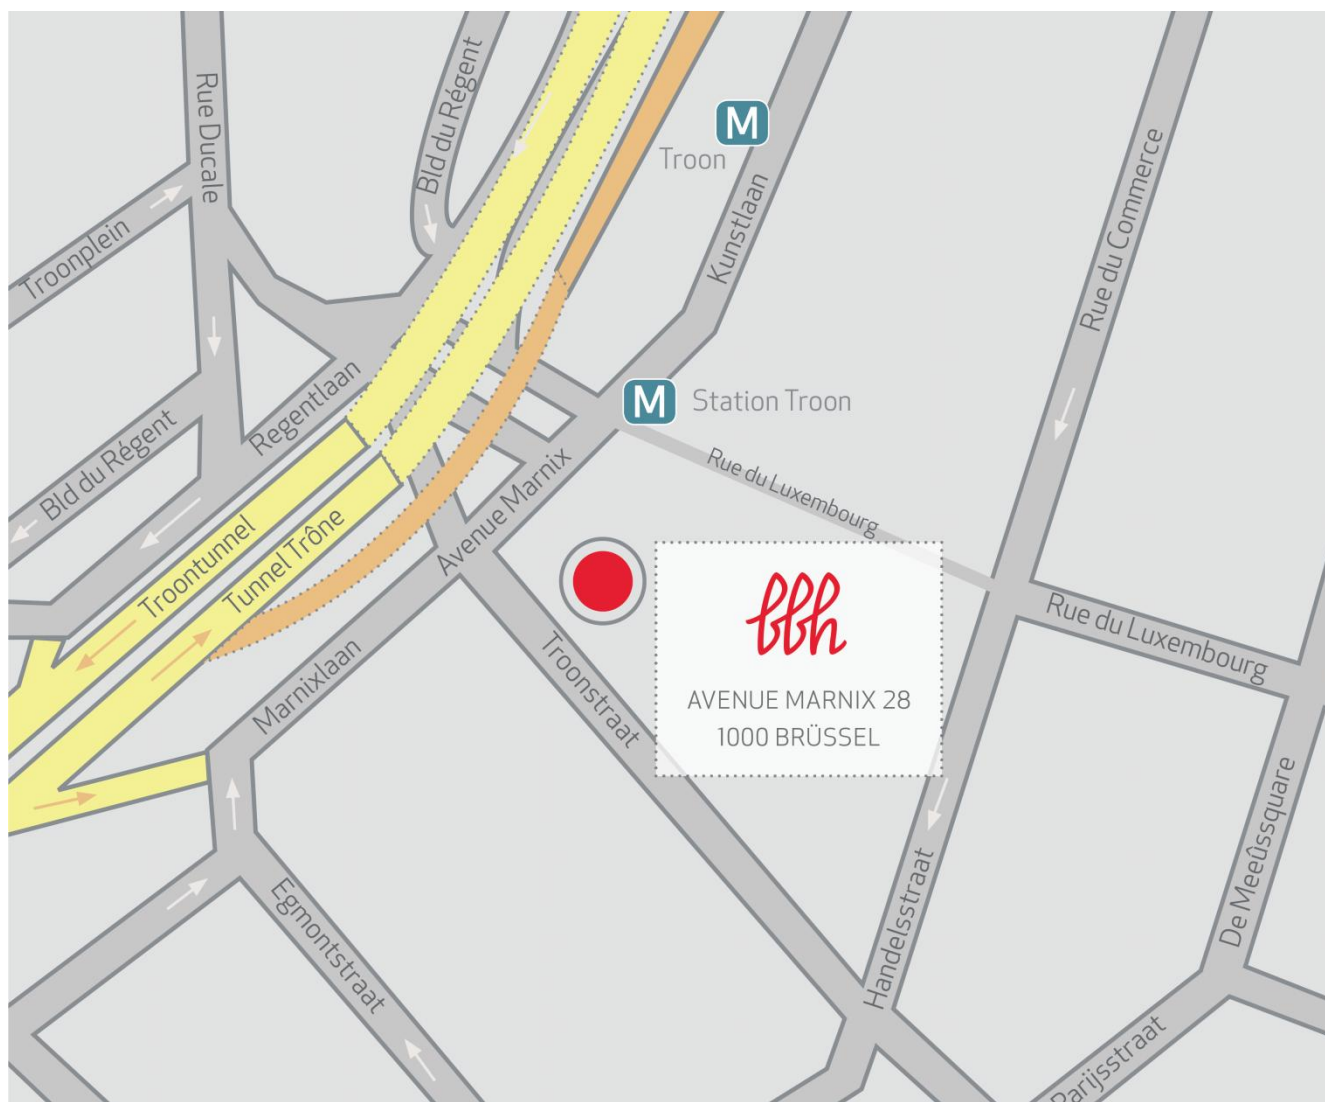 Rue Ducale
Bld du Régent
M
Troon
Kunstlaan
Rue du Commerce
Troonplein
Regentlaan
M
Station Troon
Bld du Régent
Rue du Luxembourg
Avenue Marnix
Troontunnel
Tunnel Trône
bbh
AVENUE MARNIX 28
1000 BRÜSSEL
Rue du Luxembourg
Marnixlaan
Troonstraat
De Meeûssquare
Handelsstraat
Egmontstraat
Parijsstraat